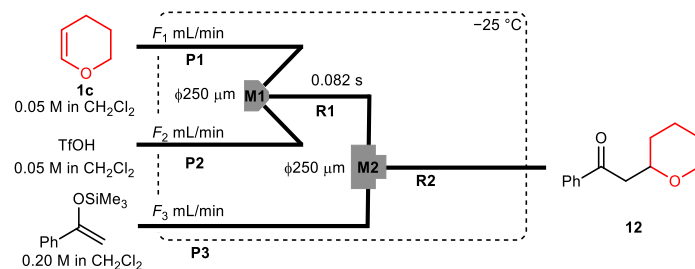 −25 °C
F1 mL/min
P1
O
1c
0.05 M in CH2Cl2
ϕ250 μm
M1
0.082 s
R1
TfOH
0.05 M in CH2Cl2
F2 mL/min
P2
ϕ250 μm
M2
R2
OSiMe3
Ph
0.20 M in CH2Cl2
F3 mL/min
P3
O
Ph
O
12